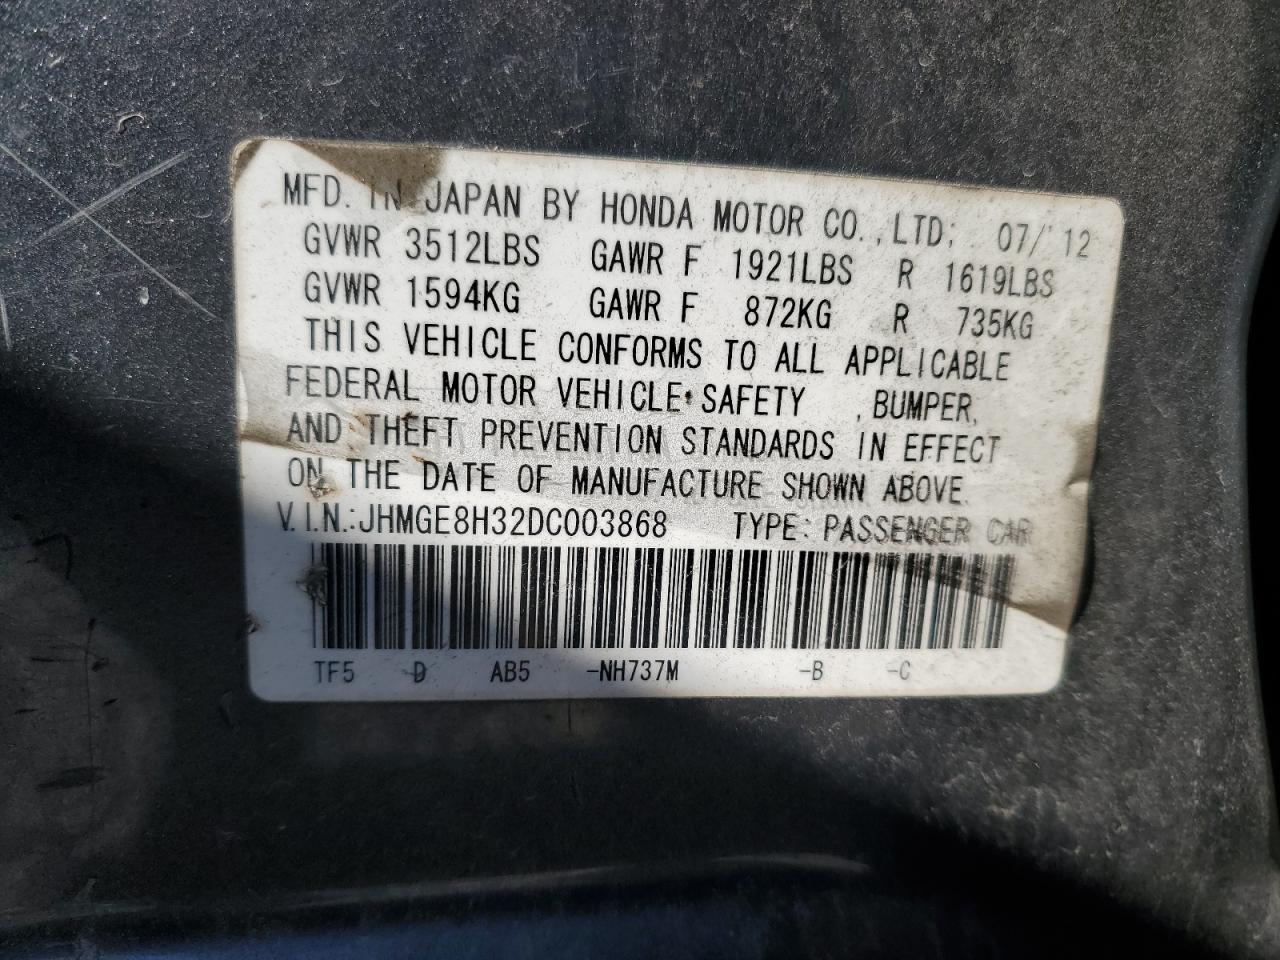 MFD. IN JAPAN BY HONDA MOTOR CO.,LTD; 07/'12
GVWR 3512LBS GAWR F 1921LBS R 1619LBS
GVWR 1594KG GAWR F 872KG R 735KG
THIS VEHICLE CONFORMS TO ALL APPLICABLE
FEDERAL MOTOR VEHICLE SAFETY ,BUMPER,
AND THEFT PREVENTION STANDARDS IN EFFECT
ON THE DATE OF MANUFACTURE SHOWN ABOVE.
V.I.N.:JHMGE8H32DC003868 TYPE: PASSENGER CAR
TF5 -D AB5 -NH737M -B -C